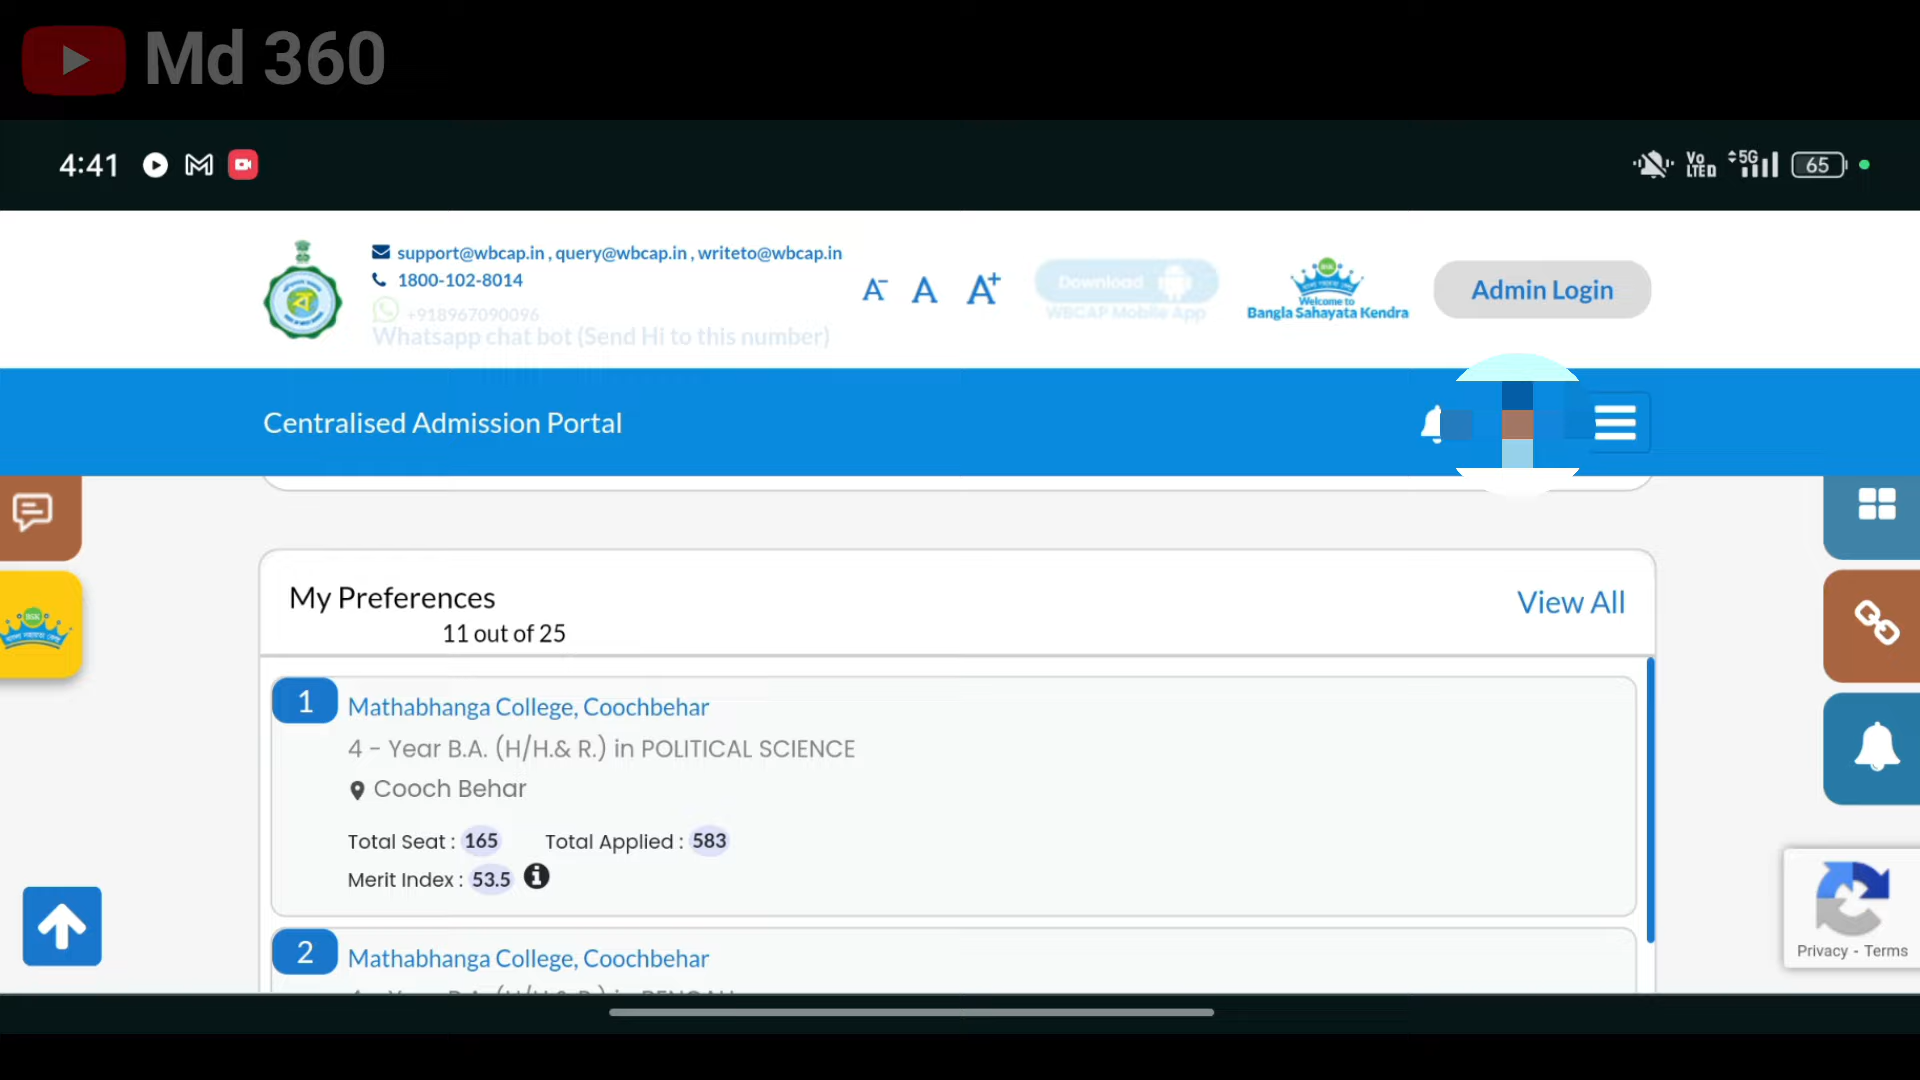 Md 360
4:41
Vo LTED 5G 65
support@wbcap.in , query@wbcap.in , writeto@wbcap.in
1800-102-8014
+918967090096
Whatsapp chat bot (Send Hi to this number)
A- A A+
Download
WBCAP Mobile App
Welcome to
Bangla Sahayata Kendra
Admin Login
Centralised Admission Portal
My Preferences
11 out of 25
View All
1
Mathabhanga College, Coochbehar
4 - Year B.A. (H/H.& R.) in POLITICAL SCIENCE
Cooch Behar
Total Seat : 165 Total Applied : 583
Merit Index : 53.5
2
Mathabhanga College, Coochbehar
Privacy - Terms